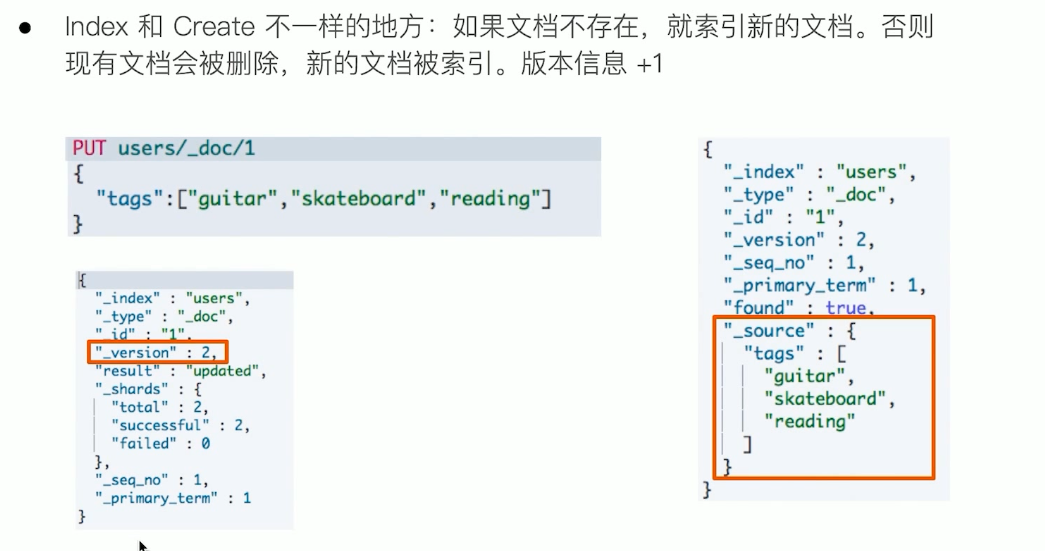 ● Index 和 Create 不一样的地方：如果文档不存在，就索引新的文档。否则
现有文档会被删除，新的文档被索引。版本信息 +1
PUT users/_doc/1
{
"tags":["guitar","skateboard","reading"]
}
{
"_index" : "users",
"_type" : "_doc",
"_id" : "1",
"_version" : 2,
"result" : "updated",
"_shards" : {
"total" : 2,
"successful" : 2,
"failed" : 0
},
"_seq_no" : 1,
"_primary_term" : 1
}
{
"_index" : "users",
"_type" : "_doc",
"_id" : "1",
"_version" : 2,
"_seq_no" : 1,
"_primary_term" : 1,
"found" : true,
"_source" : {
"tags" : [
"guitar",
"skateboard",
"reading"
]
}
}